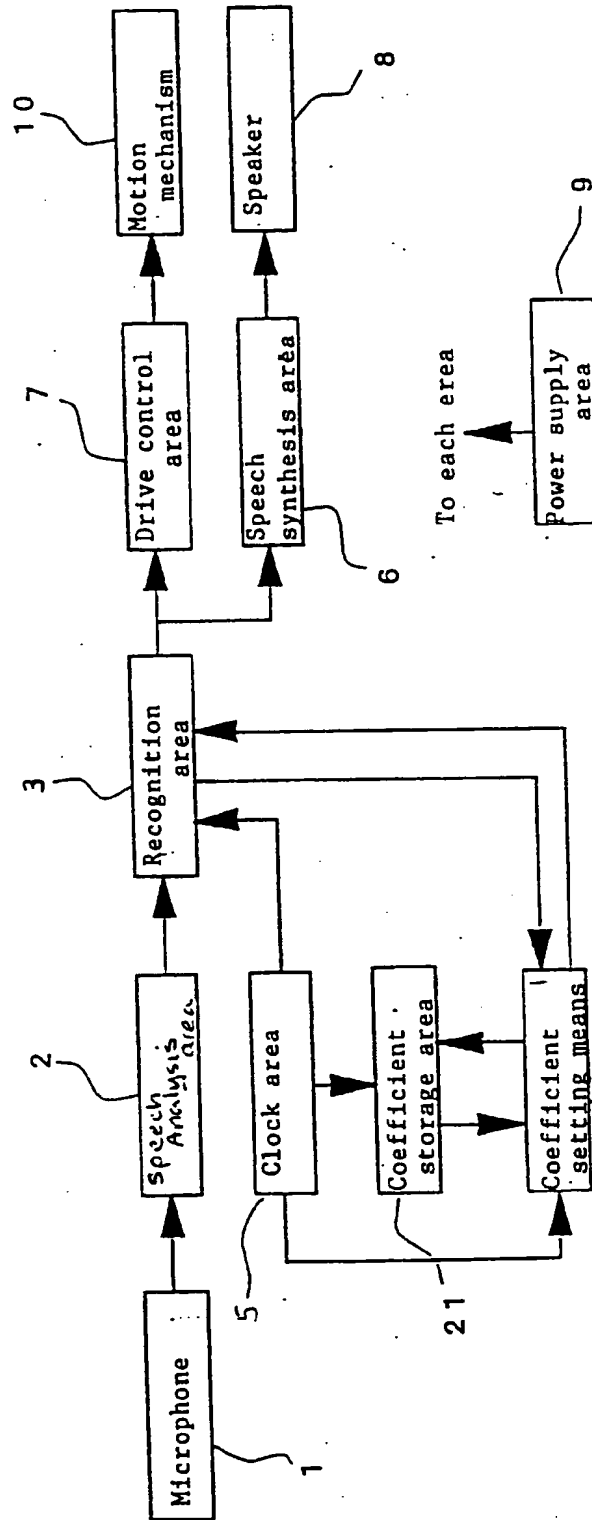 1
Microphone
2
Speech
Analysis
area
3
Recognition
area
7
Drive control
area
10
Motion
mechanism
Speech
synthesis area
6
Speaker
8
5
Clock area
Coefficient
storage area
21
Coefficient
setting means
To each erea
Power supply
area
9